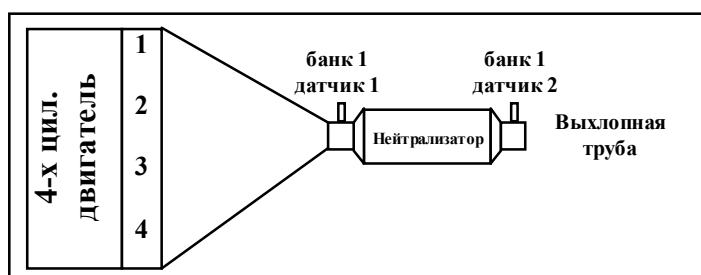 4-х цил.
двигатель
1
2
3
4
банк 1
датчик 1
Нейтрализатор
банк 1
датчик 2
Выхлопная
труба